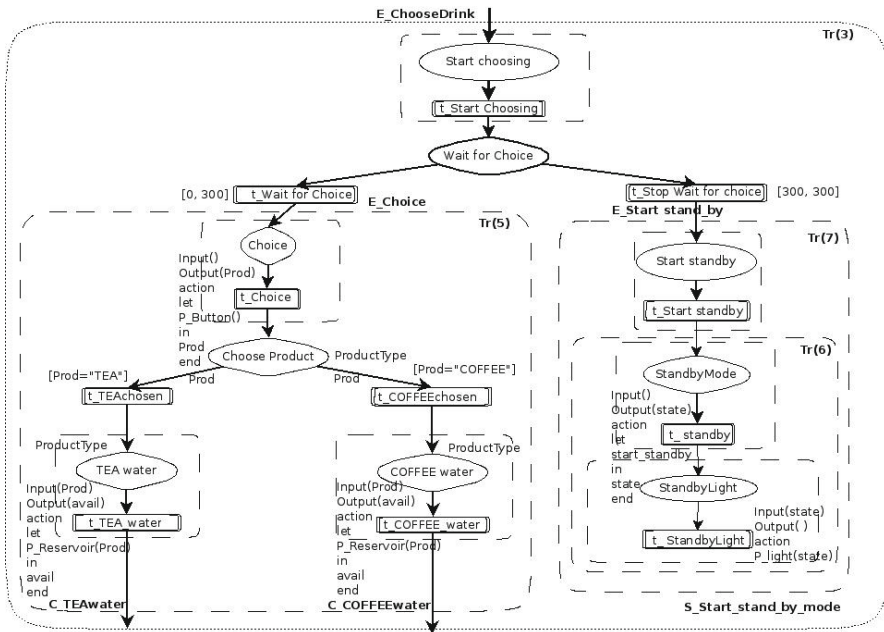 E_ChooseDrink
Tr(3)
Start choosing
t_Start Choosing
Wait for Choice
[0, 300]
t_Wait for Choice
t_Stop Wait for choice
[300, 300]
E_Choice
E_Start stand_by
Tr(5)
Tr(7)
Choice
Input()
Output(Prod)
action
let
P_Button()
in
Prod
end
t_Choice
Start standby
t_Start standby
Choose Product
ProductType
Prod
Prod
[Prod="TEA"]
[Prod="COFFEE"]
t_TEAchosen
t_COFFEEchosen
Tr(6)
StandbyMode
Input()
Output(state)
action
let
start_standby
in
state
end
t_ standby
ProductType
TEA water
Input(Prod)
Output(avail)
action
let
P_Reservoir(Prod)
in
avail
end
t_TEA_water
ProductType
COFFEE water
Input(Prod)
Output(avail)
action
let
P_Reservoir(Prod)
in
avail
end
t_COFFEE_water
StandbyLight
Input(state)
Output( )
action
P_light(state)
t_ StandbyLight
C_TEAwater
C_COFFEEwater
S_Start_stand_by_mode